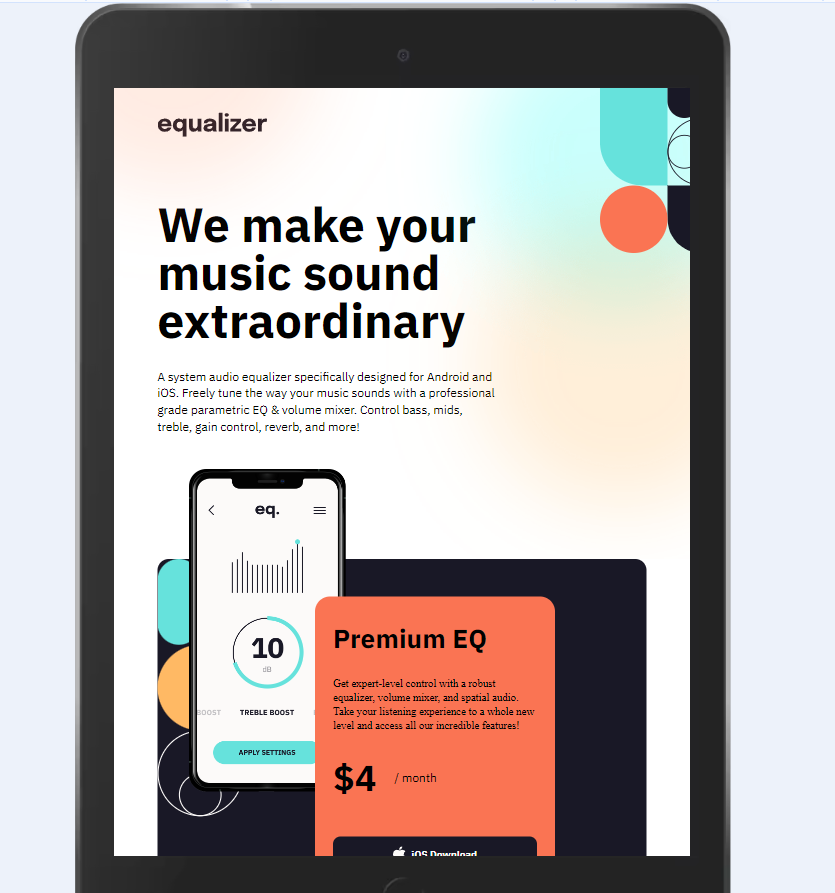 equalizer
We make your
music sound
extraordinary
A system audio equalizer specifically designed for Android and
iOS. Freely tune the way your music sounds with a professional
grade parametric EQ & volume mixer. Control bass, mids,
treble, gain control, reverb, and more!
eq.
10
dB
BOOST
TREBLE BOOST
APPLY SETTINGS
Premium EQ
Get expert-level control with a robust
equalizer, volume mixer, and spatial audio.
Take your listening experience to a whole new
level and access all our incredible features!
$4 / month
iOS Download